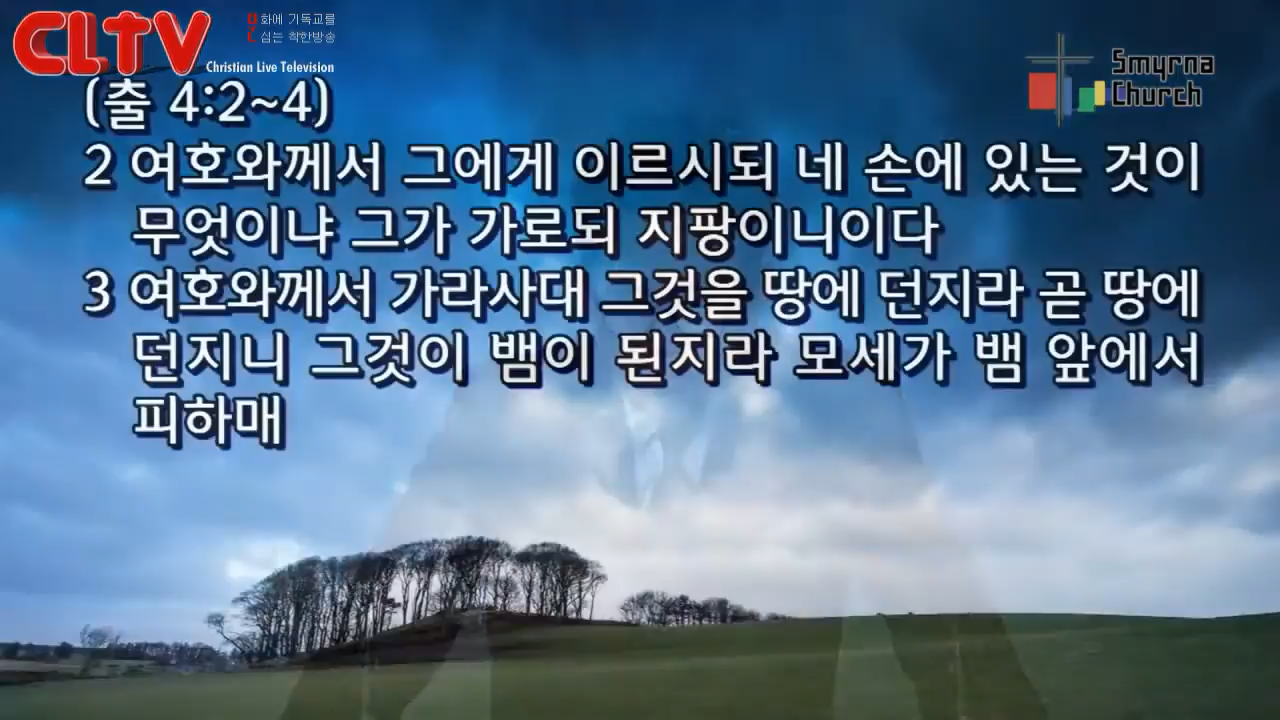 CLTV
문화에 기독교를
심는 착한방송
Christian Live Television
Smyrna
Church
(출 4:2~4)
2 여호와께서 그에게 이르시되 네 손에 있는 것이
무엇이냐 그가 가로되 지팡이니이다
3 여호와께서 가라사대 그것을 땅에 던지라 곧 땅에
던지니 그것이 뱀이 된지라 모세가 뱀 앞에서
피하매